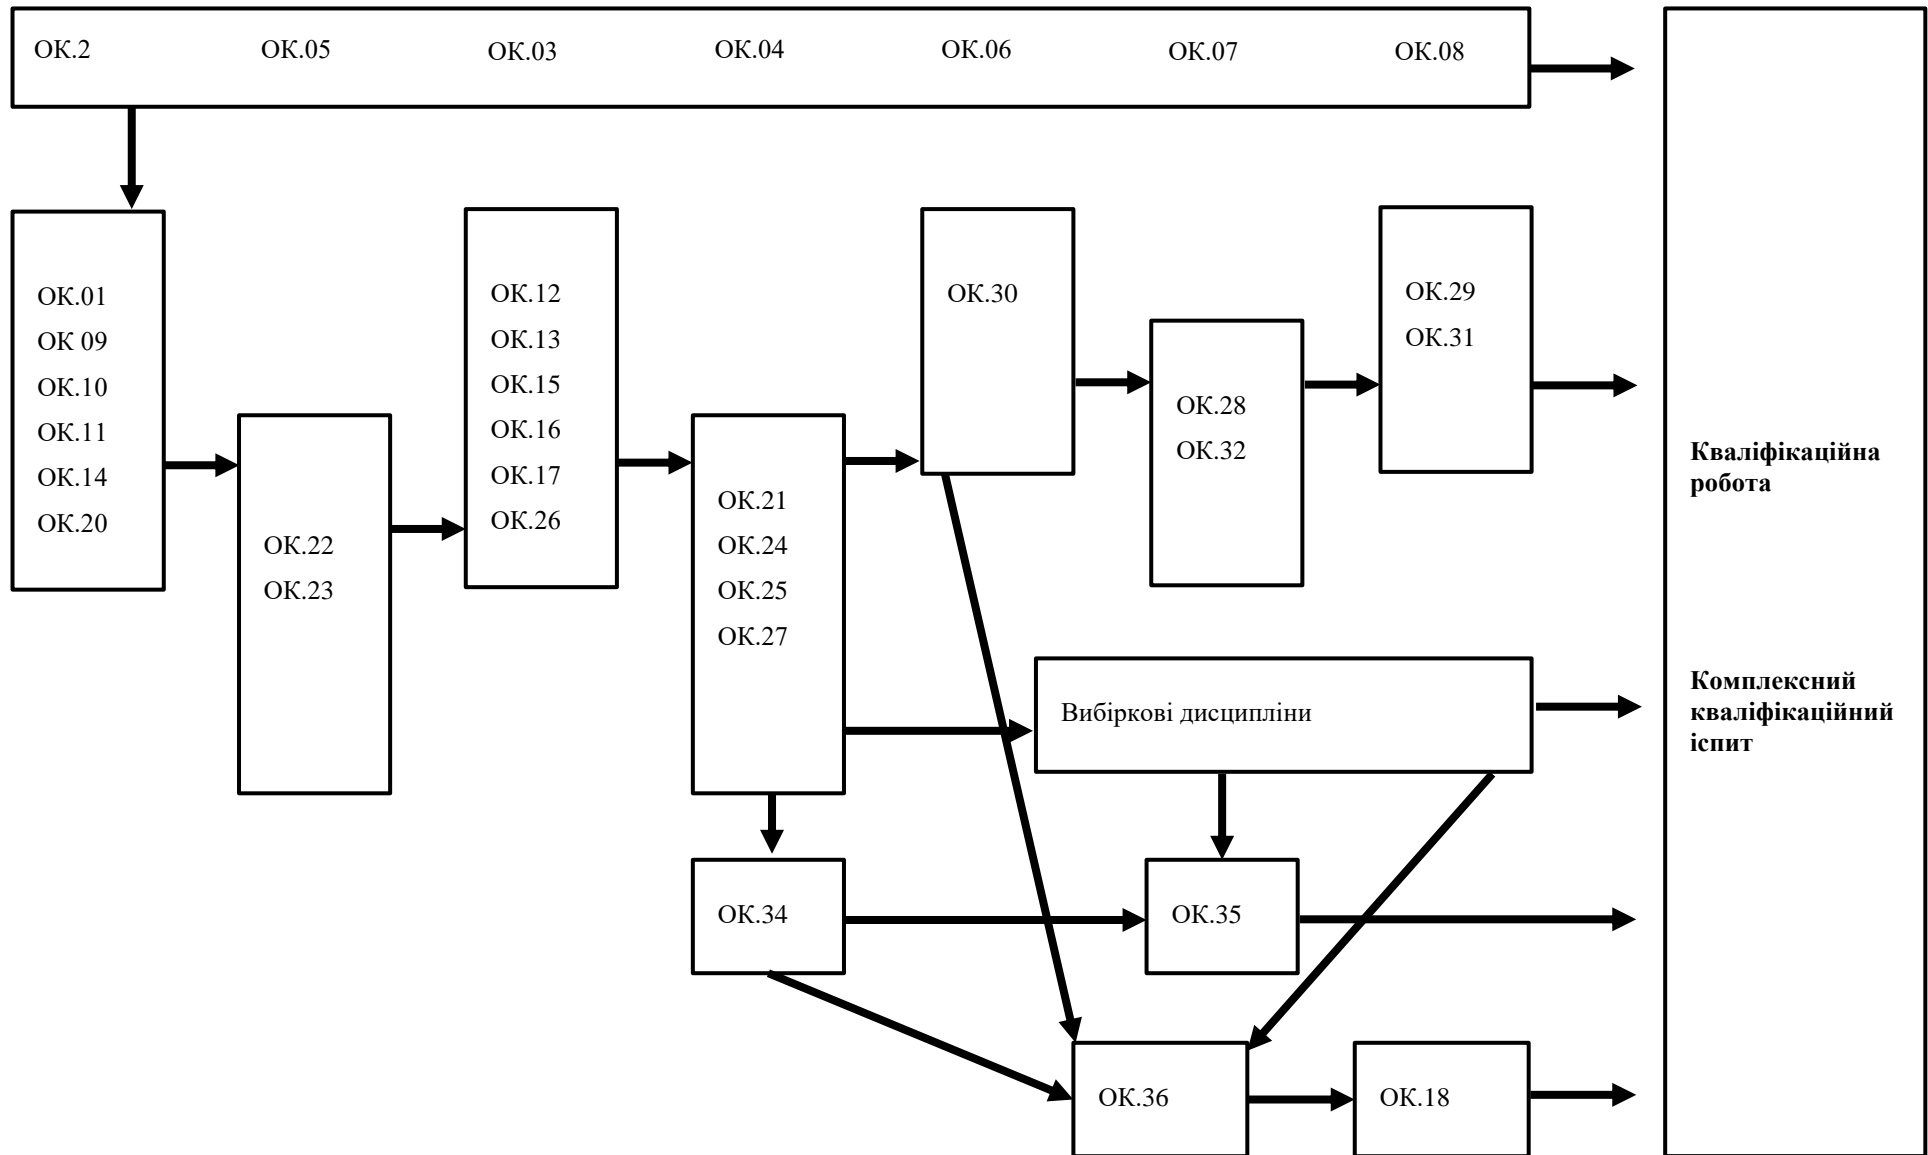 ОК.2 ОК.05 ОК.03 ОК.04 ОК.06 ОК.07 ОК.08
ОК.01
ОК 09
ОК.10
ОК.11
ОК.14
ОК.20
ОК.22
ОК.23
ОК.12
ОК.13
ОК.15
ОК.16
ОК.17
ОК.26
ОК.21
ОК.24
ОК.25
ОК.27
ОК.30
ОК.28
ОК.32
ОК.29
ОК.31
Вибіркові дисципліни
ОК.34
ОК.35
ОК.36
ОК.18
Кваліфікаційна
робота
Комплексний
кваліфікаційний
іспит